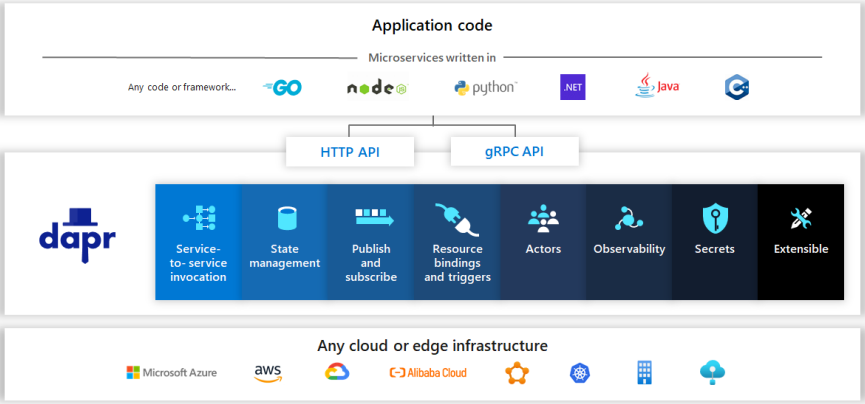 Application code
Microservices written in
Any code or framework...
GO
node JS
python
.NET
Java
C++
HTTP API
gRPC API
dapr
Service-
to- service
invocation
State
management
Publish
and
subscribe
Resource
bindings
and triggers
Actors
Observability
Secrets
Extensible
Any cloud or edge infrastructure
Microsoft Azure
aws
Alibaba Cloud